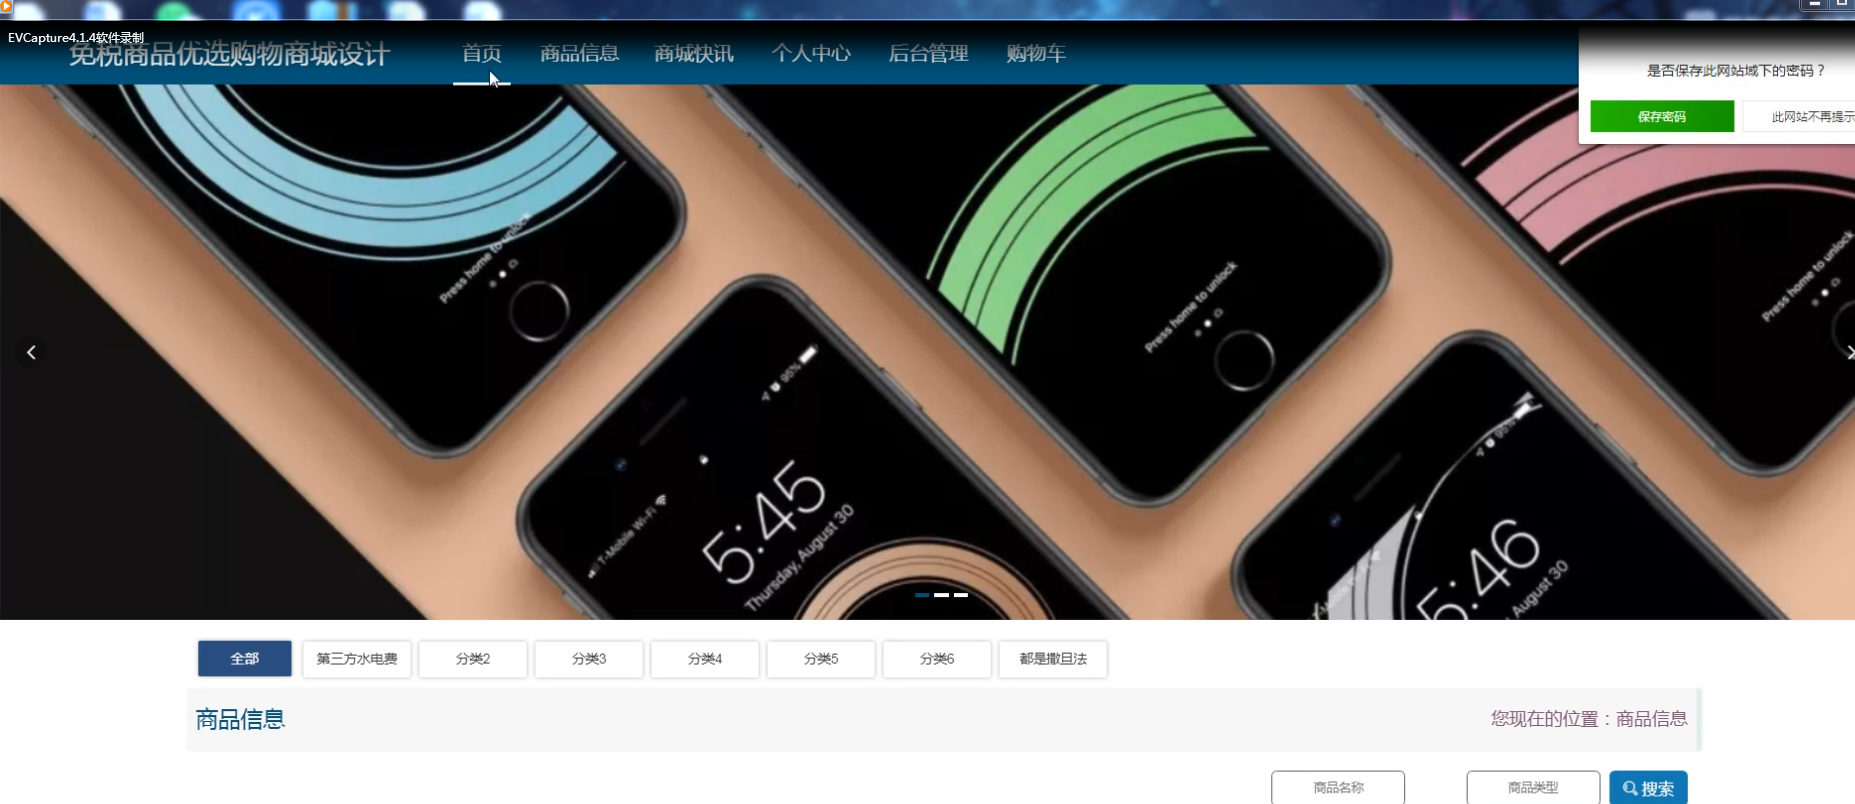 EVCapture4.1.4软件录制
免税商品优选购物商城设计
首页 商品信息 商城快讯 个人中心 后台管理 购物车
是否保存此网站域下的密码？
保存密码 此网站不再提示
Press home to unlock
Press home to unlock
Press home to unlock
A 95%
T-Mobile Wi-Fi
5:45
Thursday, August 30
5:46
August 30
全部 第三方水电费 分类2 分类3 分类4 分类5 分类6 都是撒旦法
商品信息
您现在的位置：商品信息
商品名称 商品类型 搜索